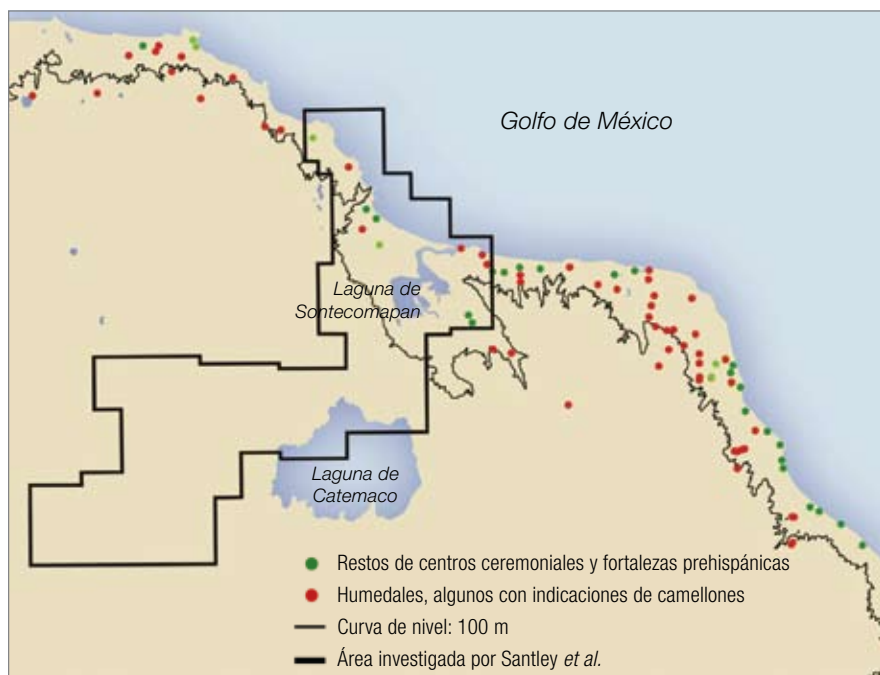 Golfo de México
Laguna de
Sontecomapan
Laguna de
Catemaco
Restos de centros ceremoniales y fortalezas prehispánicas
Humedales, algunos con indicaciones de camellones
Curva de nivel: 100 m
Área investigada por Santley et al.